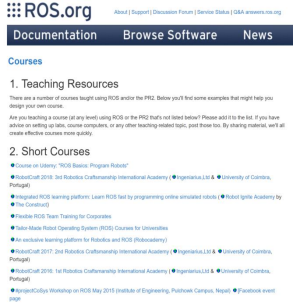 ROS.org
About | Support | Discussion Forum | Service Status | Q&A answers.ros.org
Documentation Browse Software News
Courses
1. Teaching Resources
There are a number of courses taught using ROS and/or the PR2. Below you'll find some examples that might help you
design your own course.
Are you teaching a course (at any level) using ROS or the PR2 that's not listed below? Please add it to the list. If you have
advice on setting up labs, course computers, or any other teaching-related topic, post those too. By sharing material, we'll all
create effective courses more quickly.
2. Short Courses
Course on Udemy: "ROS Basics: Program Robots"
RobotCraft 2018: 3rd Robotics Craftsmanship International Academy ( Ingeniarius,Ltd & University of Coimbra,
Portugal)
Integrated ROS learning platform: Learn ROS fast by programming online simulated robots ( Robot Ignite Academy by
The Construct)
Flexible ROS Team Training for Corporates
Tailor-Made Robot Operating System (ROS) Courses for Universities
An exclusive learning platform for Robotics and ROS (Roboacademy)
RobotCraft 2017: 2nd Robotics Craftsmanship International Academy ( Ingeniarius,Ltd & University of Coimbra,
Portugal)
RobotCraft 2016: 1st Robotics Craftsmanship International Academy ( Ingeniarius,Ltd & University of Coimbra,
Portugal)
#projectCoSys Workshop on ROS May 2015 (Institute of Engineering, Pulchowk Campus, Nepal) [Facebook event
page